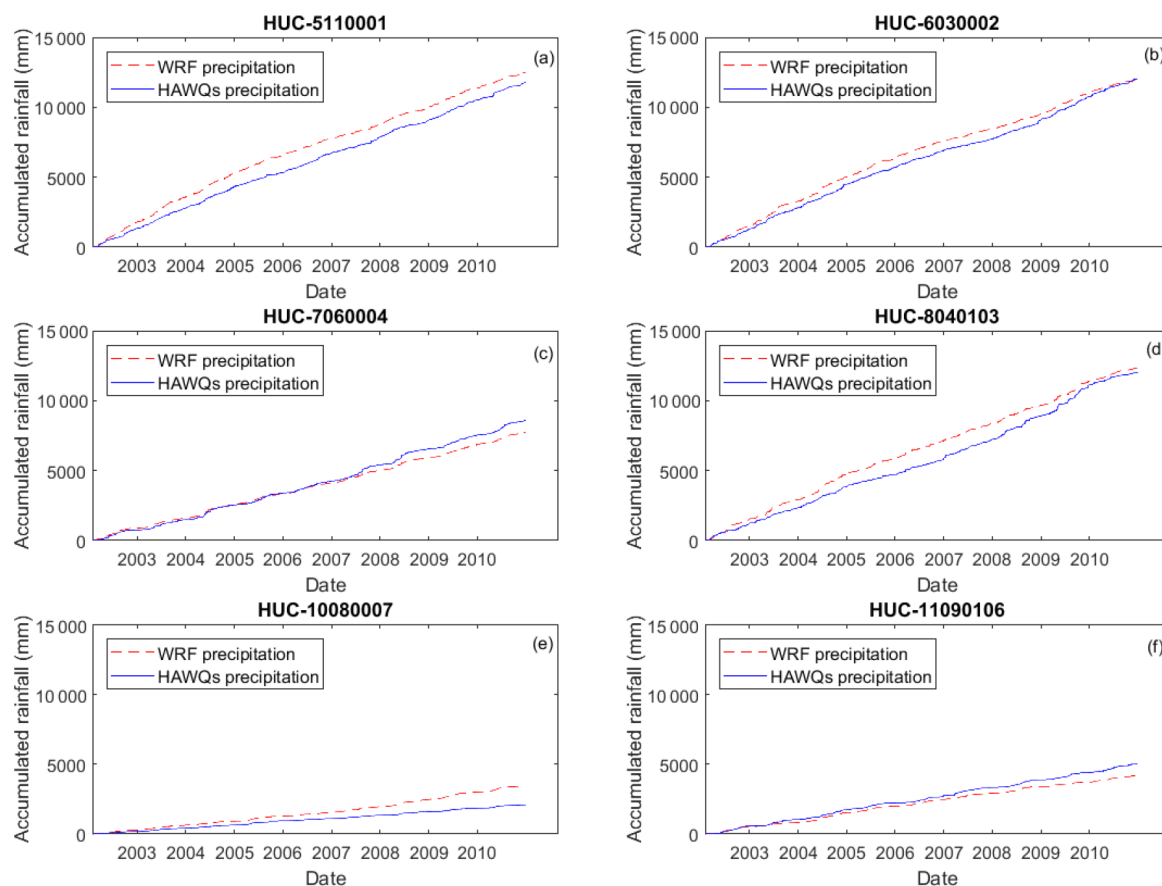 HUC-5110001
15 000
10 000
5000
0
Accumulated rainfall (mm)
WRF precipitation
HAWQs precipitation
(a)
2003 2004 2005 2006 2007 2008 2009 2010
Date
HUC-6030002
15 000
10 000
5000
0
Accumulated rainfall (mm)
WRF precipitation
HAWQs precipitation
(b)
2003 2004 2005 2006 2007 2008 2009 2010
Date
HUC-7060004
15 000
10 000
5000
0
Accumulated rainfall (mm)
WRF precipitation
HAWQs precipitation
(c)
2003 2004 2005 2006 2007 2008 2009 2010
Date
HUC-8040103
15 000
10 000
5000
0
Accumulated rainfall (mm)
WRF precipitation
HAWQs precipitation
(d)
2003 2004 2005 2006 2007 2008 2009 2010
Date
HUC-10080007
15 000
10 000
5000
0
Accumulated rainfall (mm)
WRF precipitation
HAWQs precipitation
(e)
2003 2004 2005 2006 2007 2008 2009 2010
Date
HUC-11090106
15 000
10 000
5000
0
Accumulated rainfall (mm)
WRF precipitation
HAWQs precipitation
(f)
2003 2004 2005 2006 2007 2008 2009 2010
Date